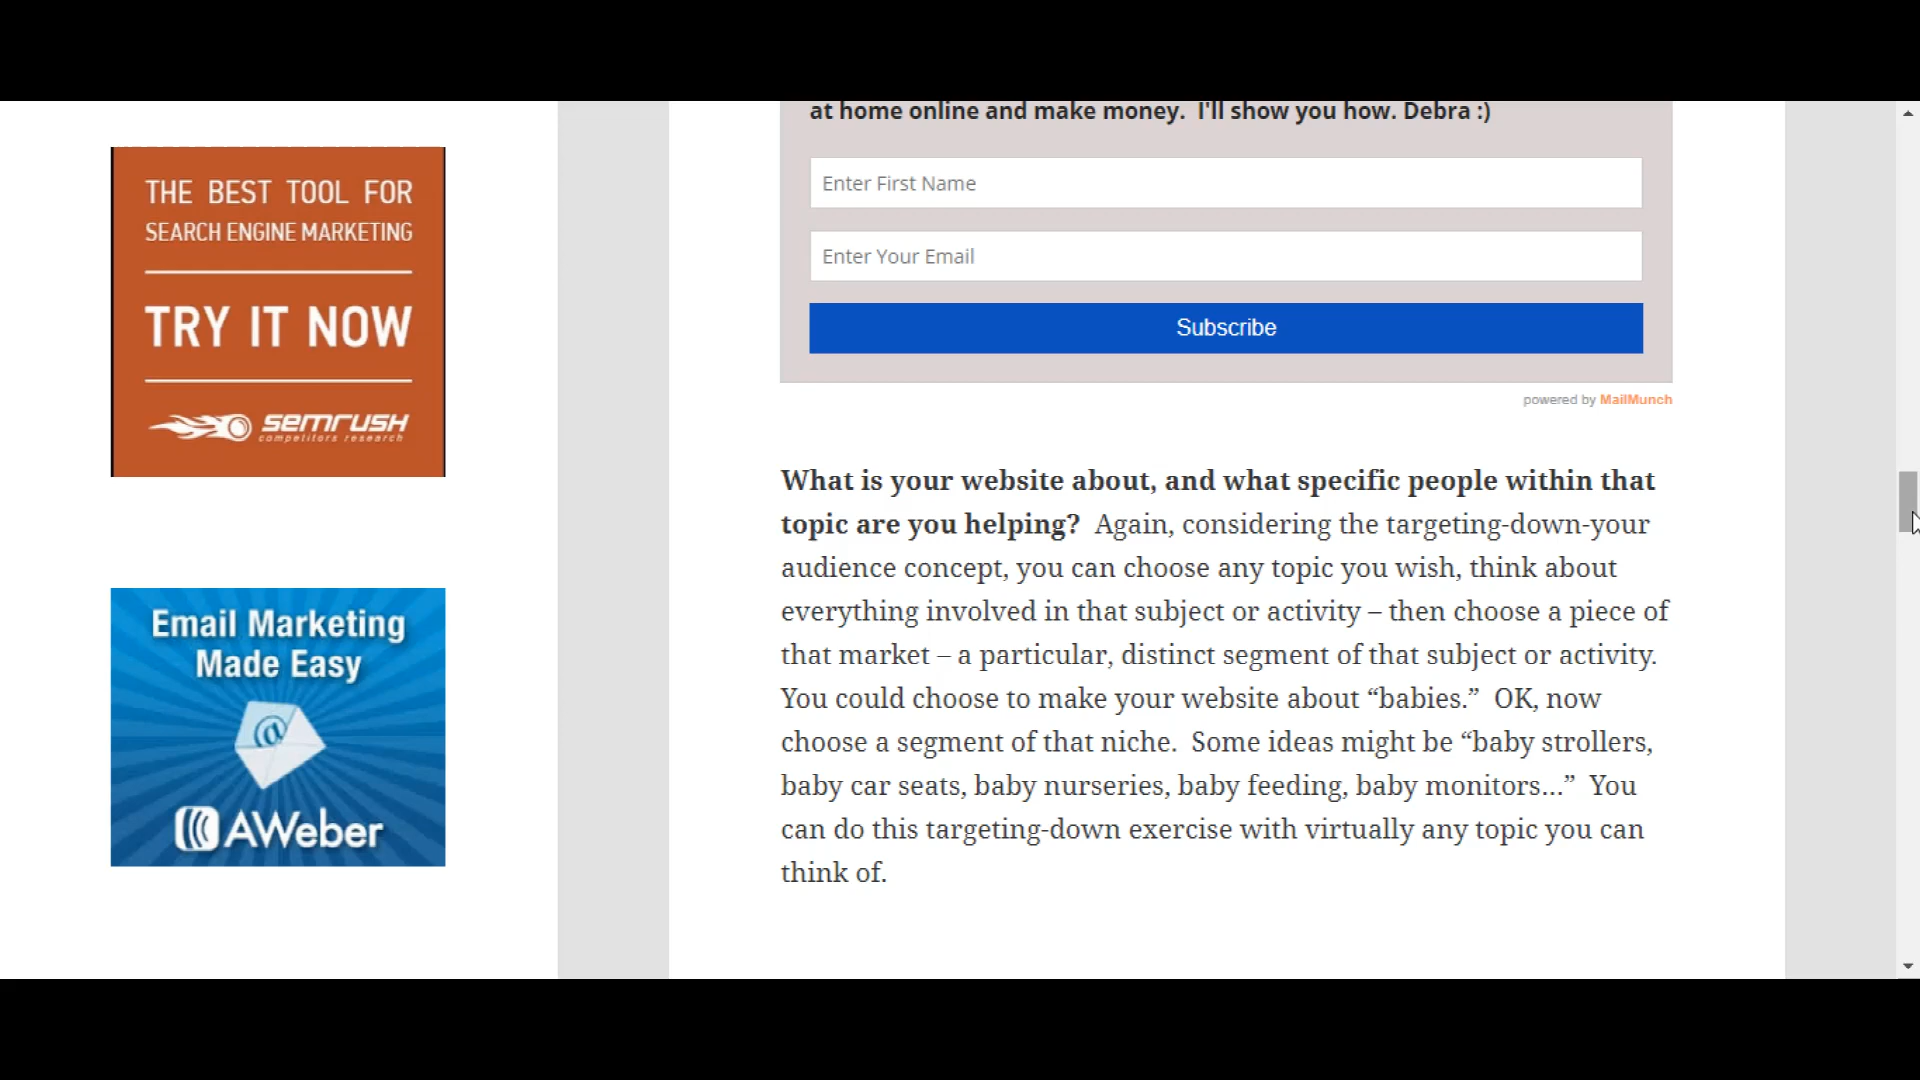 THE BEST TOOL FOR
SEARCH ENGINE MARKETING
TRY IT NOW
semrush
competitors research
Email Marketing
Made Easy
@
AWeber
at home online and make money.  I'll show you how. Debra :)
Enter First Name
Enter Your Email
Subscribe
powered by MailMunch
What is your website about, and what specific people within that
topic are you helping?  Again, considering the targeting-down-your
audience concept, you can choose any topic you wish, think about
everything involved in that subject or activity – then choose a piece of
that market – a particular, distinct segment of that subject or activity.
You could choose to make your website about “babies.”  OK, now
choose a segment of that niche.  Some ideas might be “baby strollers,
baby car seats, baby nurseries, baby feeding, baby monitors…”  You
can do this targeting-down exercise with virtually any topic you can
think of.